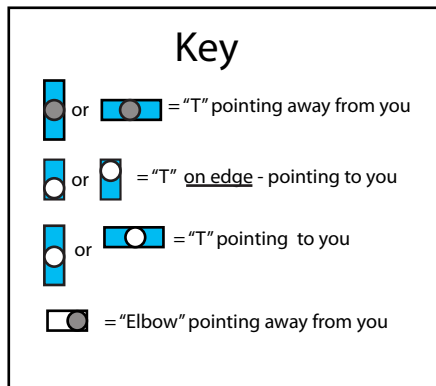 Key
or = “T” pointing away from you
or = “T” on edge - pointing to you
or = “T” pointing to you
= “Elbow” pointing away from you